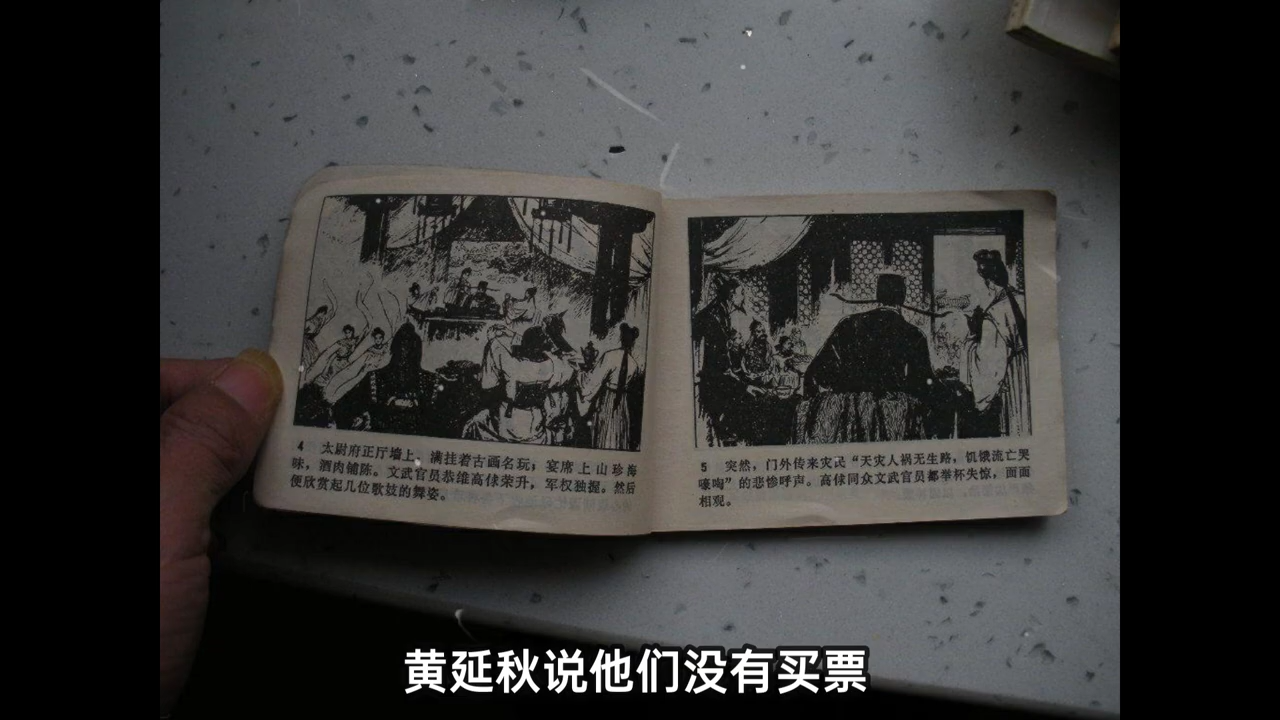 4 太尉府正厅墙上，满挂着古画名玩；宴席上山珍海
味，酒肉铺陈。文武官员恭维高俅荣升，军权独握。然后
便欣赏起几位歌妓的舞姿。
5 突然，门外传来灾民“天灾人祸无生路，饥饿流亡哭
嚎啕”的悲惨呼声。高俅同众文武官员都举杯失惊，面面
相观。
黄延秋说他们没有买票